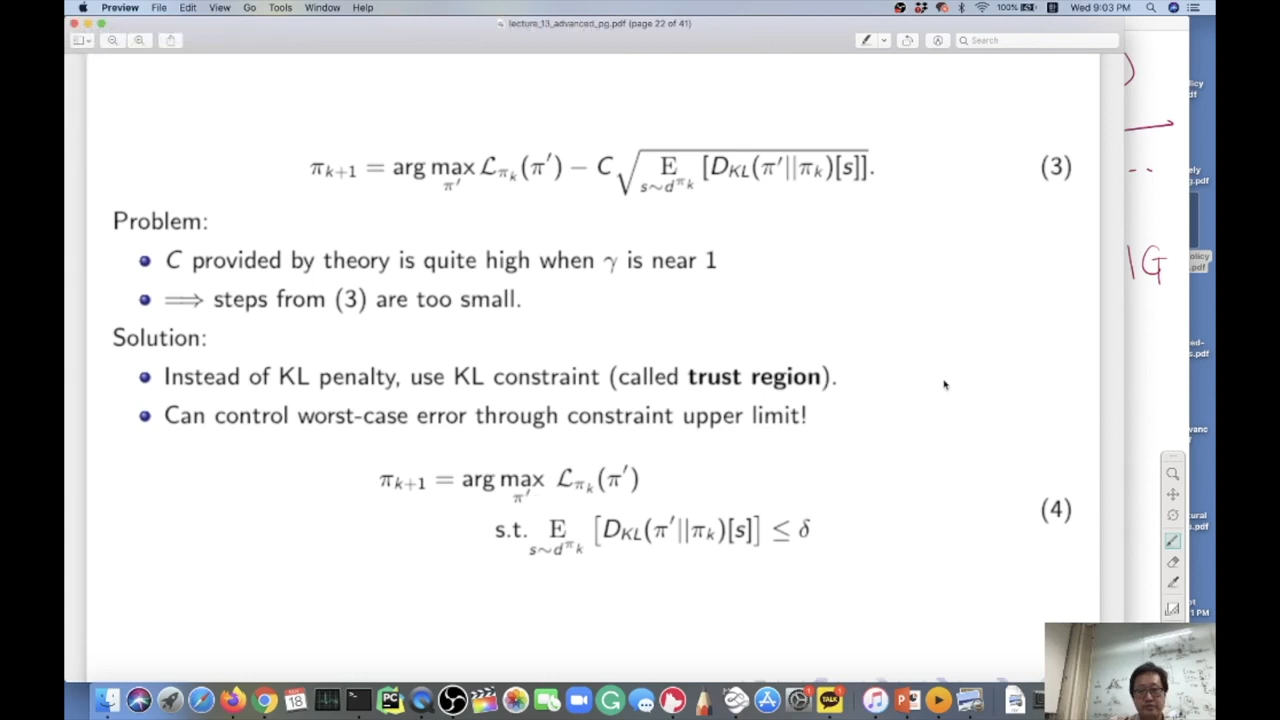 Preview File Edit View Go Tools Window Help 100% Wed 9:03 PM
lecture_13_advanced_pg.pdf (page 22 of 41)
Search
π_{k+1} = arg max_{π'} ℒ_{π_k}(π') − C √(E_{s∼d^{π_k}} [D_{KL}(π'||π_k)[s]]). (3)
Problem:
C provided by theory is quite high when γ is near 1
⟹ steps from (3) are too small.
Solution:
Instead of KL penalty, use KL constraint (called trust region).
Can control worst-case error through constraint upper limit!
π_{k+1} = arg max_{π'} ℒ_{π_k}(π')
s.t. E_{s∼d^{π_k}} [D_{KL}(π'||π_k)[s]] ≤ δ (4)